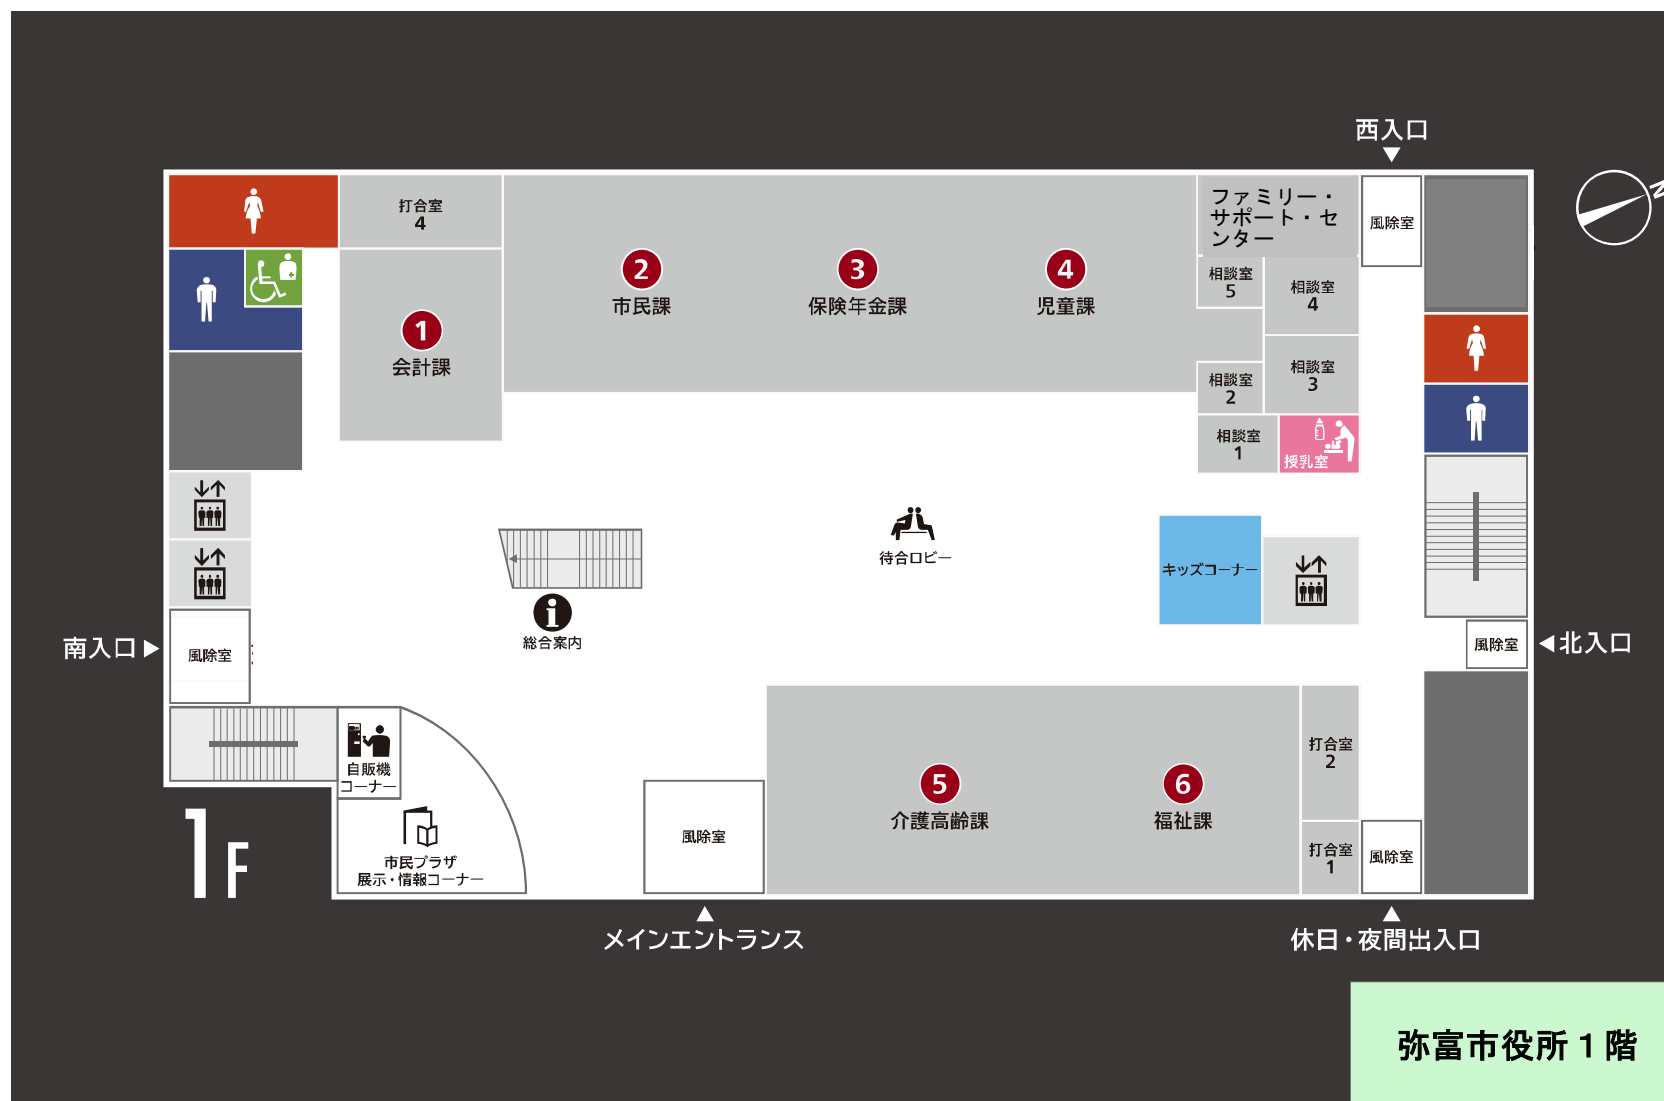 西入口
N
打合室
4
ファミリー・
サポート・セ
ンター
風除室
2
市民課
3
保険年金課
4
児童課
相談室
5
相談室
4
1
会計課
相談室
2
相談室
3
相談室
1
授乳室
待合ロビー
キッズコーナー
総合案内
南入口
風除室
風除室
北入口
自販機
コーナー
市民プラザ
展示・情報コーナー
風除室
5
介護高齢課
6
福祉課
打合室
2
打合室
1
風除室
1F
メインエントランス
休日・夜間出入口
弥富市役所1階